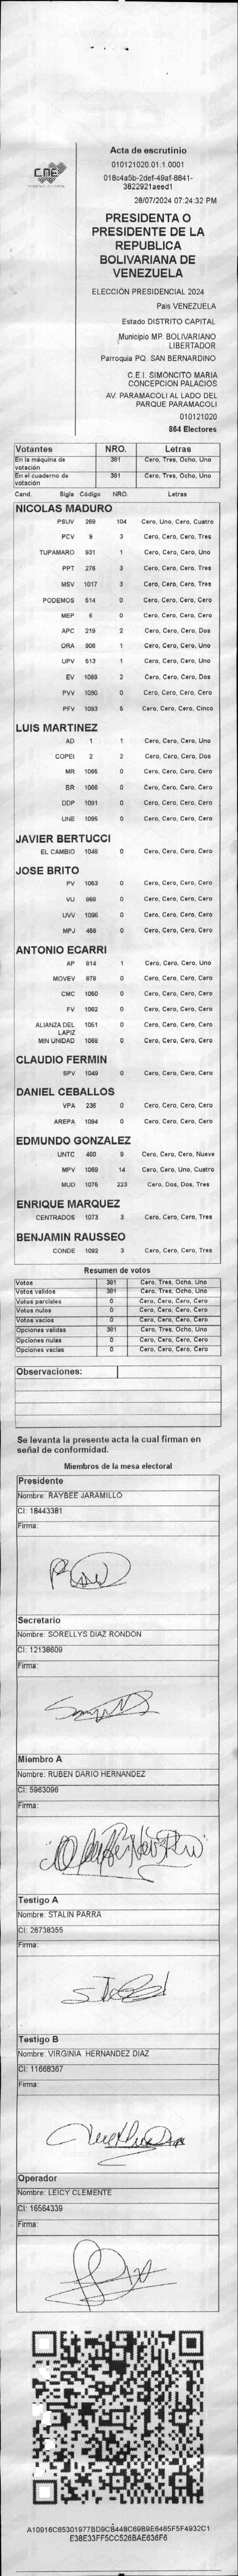 CNE
Acta de escrutinio
010121020.01.1.0001
018c4a5b-2def-49af-8841-
3822921aeed1
28/07/2024 07:24:32 PM
PRESIDENTA O
PRESIDENTE DE LA
REPUBLICA
BOLIVARIANA DE
VENEZUELA
ELECCIÓN PRESIDENCIAL 2024
Pais VENEZUELA
Estado DISTRITO CAPITAL
Municipio MP. BOLIVARIANO
LIBERTADOR
Parroquia PQ. SAN BERNARDINO
C.E.I. SIMONCITO MARIA
CONCEPCION PALACIOS
AV. PARAMACOLI AL LADO DEL
PARQUE PARAMACOLI
010121020
864 Electores
Votantes NRO. Letras
En la máquina de votación 381 Cero, Tres, Ocho, Uno
En el cuaderno de votación 381 Cero, Tres, Ocho, Uno
Cand. Sigla Código NRO. Letras
NICOLAS MADURO
PSUV 269 104 Cero, Uno, Cero, Cuatro
PCV 9 3 Cero, Cero, Cero, Tres
TUPAMARO 931 1 Cero, Cero, Cero, Uno
PPT 276 3 Cero, Cero, Cero, Tres
MSV 1017 3 Cero, Cero, Cero, Tres
PODEMOS 514 0 Cero, Cero, Cero, Cero
MEP 6 0 Cero, Cero, Cero, Cero
APC 219 2 Cero, Cero, Cero, Dos
ORA 906 1 Cero, Cero, Cero, Uno
UPV 513 1 Cero, Cero, Cero, Uno
EV 1089 2 Cero, Cero, Cero, Dos
PVV 1090 0 Cero, Cero, Cero, Cero
PFV 1093 5 Cero, Cero, Cero, Cinco
LUIS MARTINEZ
AD 1 1 Cero, Cero, Cero, Uno
COPEI 2 2 Cero, Cero, Cero, Dos
MR 1065 0 Cero, Cero, Cero, Cero
BR 1066 0 Cero, Cero, Cero, Cero
DDP 1091 0 Cero, Cero, Cero, Cero
UNE 1095 0 Cero, Cero, Cero, Cero
JAVIER BERTUCCI
EL CAMBIO 1048 0 Cero, Cero, Cero, Cero
JOSE BRITO
PV 1053 0 Cero, Cero, Cero, Cero
VU 968 0 Cero, Cero, Cero, Cero
UVV 1096 0 Cero, Cero, Cero, Cero
MPJ 458 0 Cero, Cero, Cero, Cero
ANTONIO ECARRI
AP 914 1 Cero, Cero, Cero, Uno
MOVEV 878 0 Cero, Cero, Cero, Cero
CMC 1050 0 Cero, Cero, Cero, Cero
FV 1062 0 Cero, Cero, Cero, Cero
ALIANZA DEL LAPIZ 1051 0 Cero, Cero, Cero, Cero
MIN UNIDAD 1068 0 Cero, Cero, Cero, Cero
CLAUDIO FERMIN
SPV 1049 0 Cero, Cero, Cero, Cero
DANIEL CEBALLOS
VPA 236 0 Cero, Cero, Cero, Cero
AREPA 1094 0 Cero, Cero, Cero, Cero
EDMUNDO GONZALEZ
UNTC 460 9 Cero, Cero, Cero, Nueve
MPV 1069 14 Cero, Cero, Uno, Cuatro
MUD 1076 223 Cero, Dos, Dos, Tres
ENRIQUE MARQUEZ
CENTRADOS 1073 3 Cero, Cero, Cero, Tres
BENJAMIN RAUSSEO
CONDE 1092 3 Cero, Cero, Cero, Tres
Resumen de votos
Votos 381 Cero, Tres, Ocho, Uno
Votos validos 381 Cero, Tres, Ocho, Uno
Votos parciales 0 Cero, Cero, Cero, Cero
Votos nulos 0 Cero, Cero, Cero, Cero
Votos vacios 0 Cero, Cero, Cero, Cero
Opciones validas 381 Cero, Tres, Ocho, Uno
Opciones nulas 0 Cero, Cero, Cero, Cero
Opciones vacias 0 Cero, Cero, Cero, Cero
Observaciones:
Se levanta la presente acta la cual firman en
señal de conformidad.
Miembros de la mesa electoral
Presidente
Nombre: RAYBEE JARAMILLO
CI: 18443381
Firma:
Secretario
Nombre: SORELLYS DIAZ RONDON
CI: 12138609
Firma:
Miembro A
Nombre: RUBEN DARIO HERNANDEZ
CI: 5963096
Firma:
Testigo A
Nombre: STALIN PARRA
CI: 26738355
Firma:
Testigo B
Nombre: VIRGINIA HERNANDEZ DIAZ
CI: 11668367
Firma:
Operador
Nombre: LEICY CLEMENTE
CI: 16564339
Firma:
A10916C65301977BD9CB448C69B9E6465F5F4932C1
E38E33FF5CC526BAE636F6